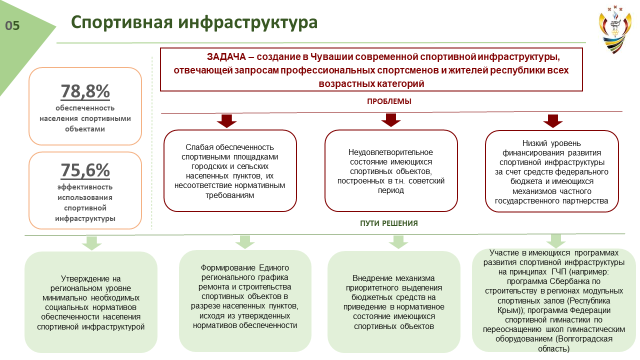 05
Спортивная инфраструктура
ЗАДАЧА – создание в Чувашии современной спортивной инфраструктуры,
отвечающей запросам профессиональных спортсменов и жителей республики всех
возрастных категорий
78,8%
обеспеченность
населения спортивными
объектами
75,6%
эффективность
использования
спортивной
инфраструктуры
ПРОБЛЕМЫ
Слабая обеспеченность
спортивными площадками
городских и сельских
населенных пунктов, их
несоответствие нормативным
требованиям
Неудовлетворительное
состояние имеющихся
спортивных объектов,
построенных в т.н. советский
период
Низкий уровень
финансирования развития
спортивной инфраструктуры
за счет средств федерального
бюджета и имеющихся
механизмов частного
государственного партнерства
ПУТИ РЕШЕНИЯ
Утверждение на
региональном уровне
минимально необходимых
социальных нормативов
обеспеченности населения
спортивной инфраструктурой
Формирование Единого
регионального графика
ремонта и строительства
спортивных объектов в
разрезе населенных пунктов,
исходя из утвержденных
нормативов обеспеченности
Внедрение механизма
приоритетного выделения
бюджетных средств на
приведение в нормативное
состояние имеющихся
спортивных объектов
Участие в имеющихся программах
развития спортивной инфраструктуры
на принципах ГЧП (например:
программа Сбербанка по
строительству в регионах модульных
спортивных залов (Республика
Крым)); программа Федерации
спортивной гимнастики по
переоснащению школ гимнастическим
оборудованием (Волгоградская
область)